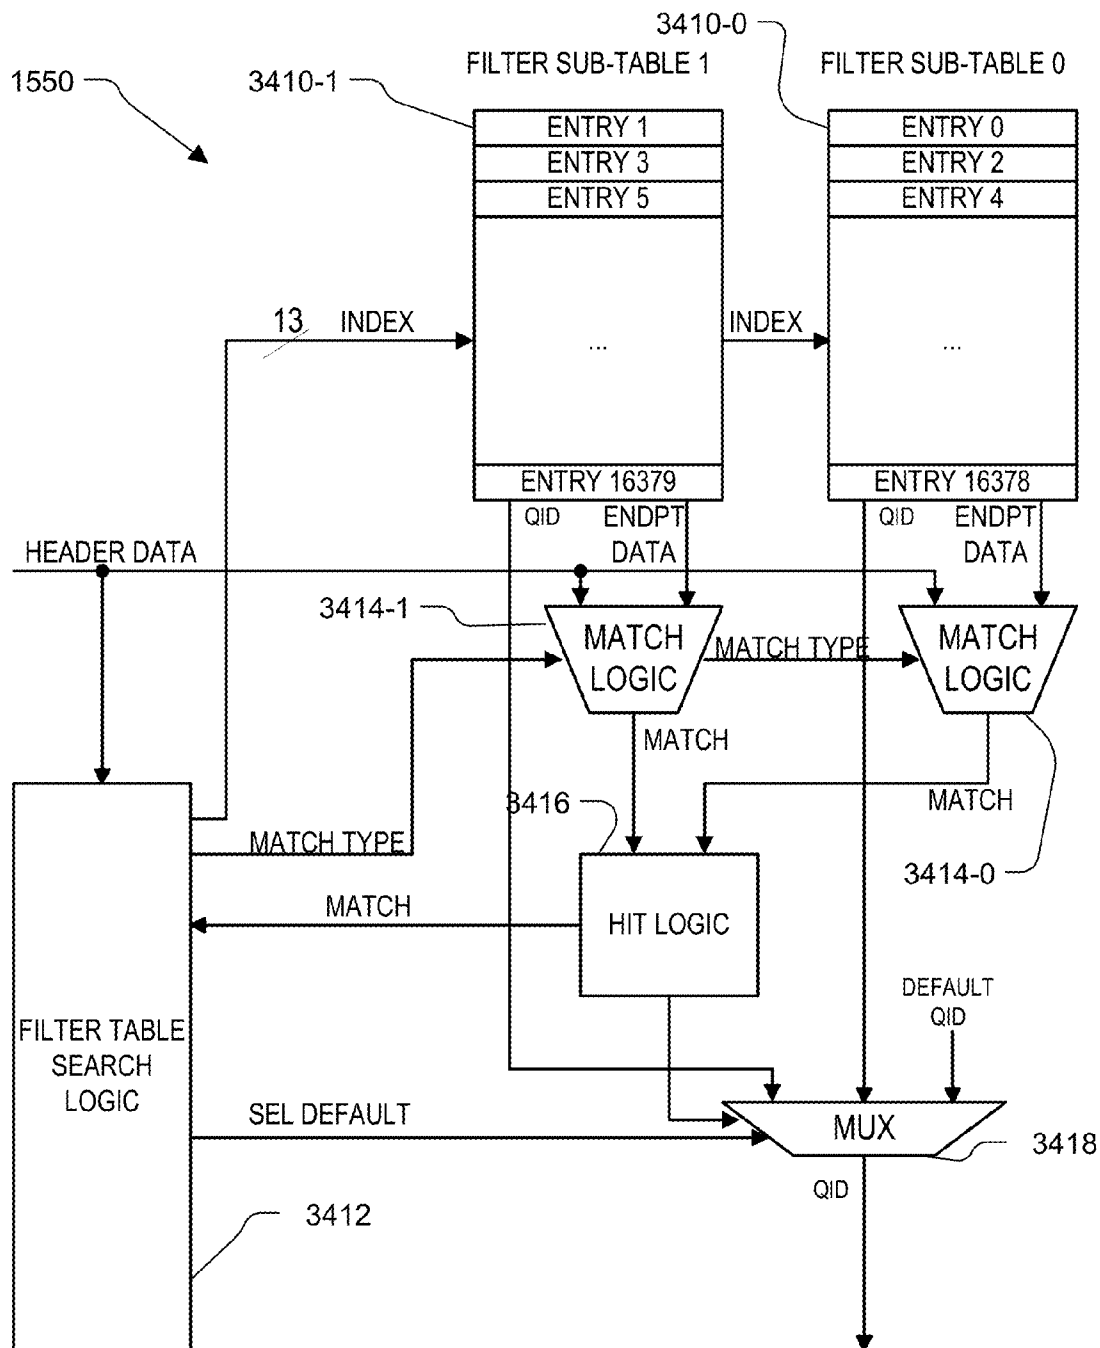 3410-0
FILTER SUB-TABLE 1
FILTER SUB-TABLE 0
1550
3410-1
ENTRY 1
ENTRY 0
ENTRY 3
ENTRY 2
ENTRY 5
ENTRY 4
13
INDEX
INDEX
...
...
ENTRY 16379
ENTRY 16378
QID
ENDPT
DATA
QID
ENDPT
DATA
HEADER DATA
3414-1
MATCH
LOGIC
MATCH TYPE
MATCH
LOGIC
MATCH
MATCH
3416
MATCH TYPE
3414-0
MATCH
HIT LOGIC
DEFAULT
QID
FILTER TABLE
SEARCH
LOGIC
SEL DEFAULT
MUX
3418
QID
3412